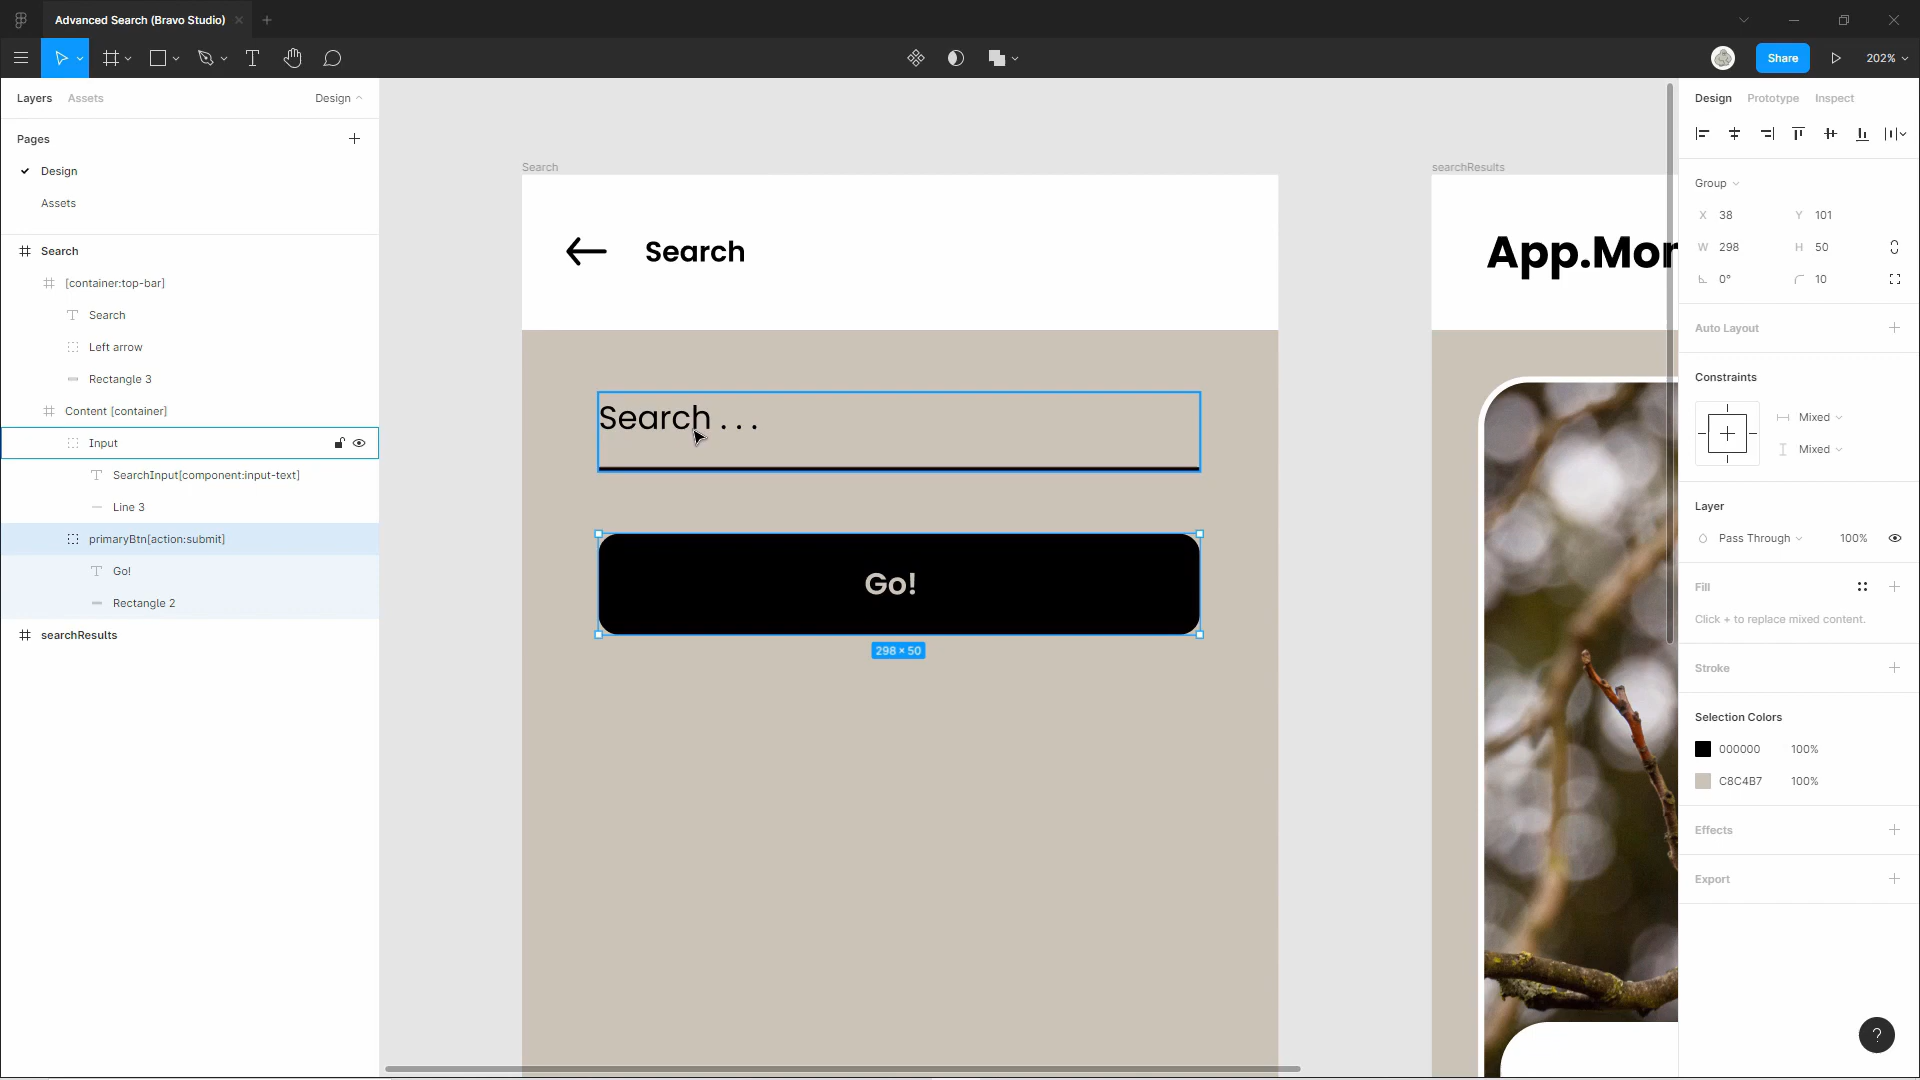 Advanced Search (Bravo Studio)
Share
202%
Layers
Assets
Design
Pages
Design
Assets
Search
[container:top-bar]
Search
Left arrow
Rectangle 3
Content [container]
Input
SearchInput[component:input-text]
Line 3
primaryBtn[action:submit]
Go!
Rectangle 2
searchResults
Search
Search
Search . . .
Go!
298 × 50
searchResults
App.Mor
Design
Prototype
Inspect
Group
X 38
Y 101
W 298
H 50
0°
10
Auto Layout
Constraints
Mixed
Mixed
Layer
Pass Through
100%
Fill
Click + to replace mixed content.
Stroke
Selection Colors
000000
100%
C8C4B7
100%
Effects
Export
?